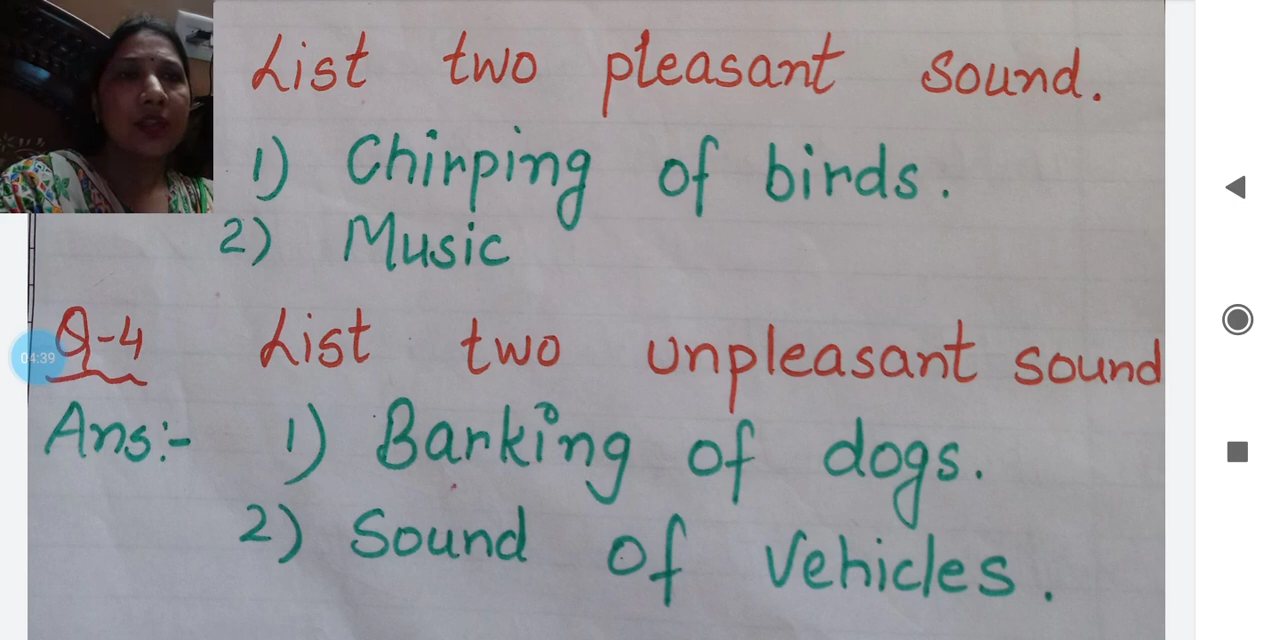 List two pleasant sound.
1) Chirping of birds.
2) Music
Q-4 List two unpleasant sound
04:39
Ans:- 1) Barking of dogs.
2) Sound of Vehicles.